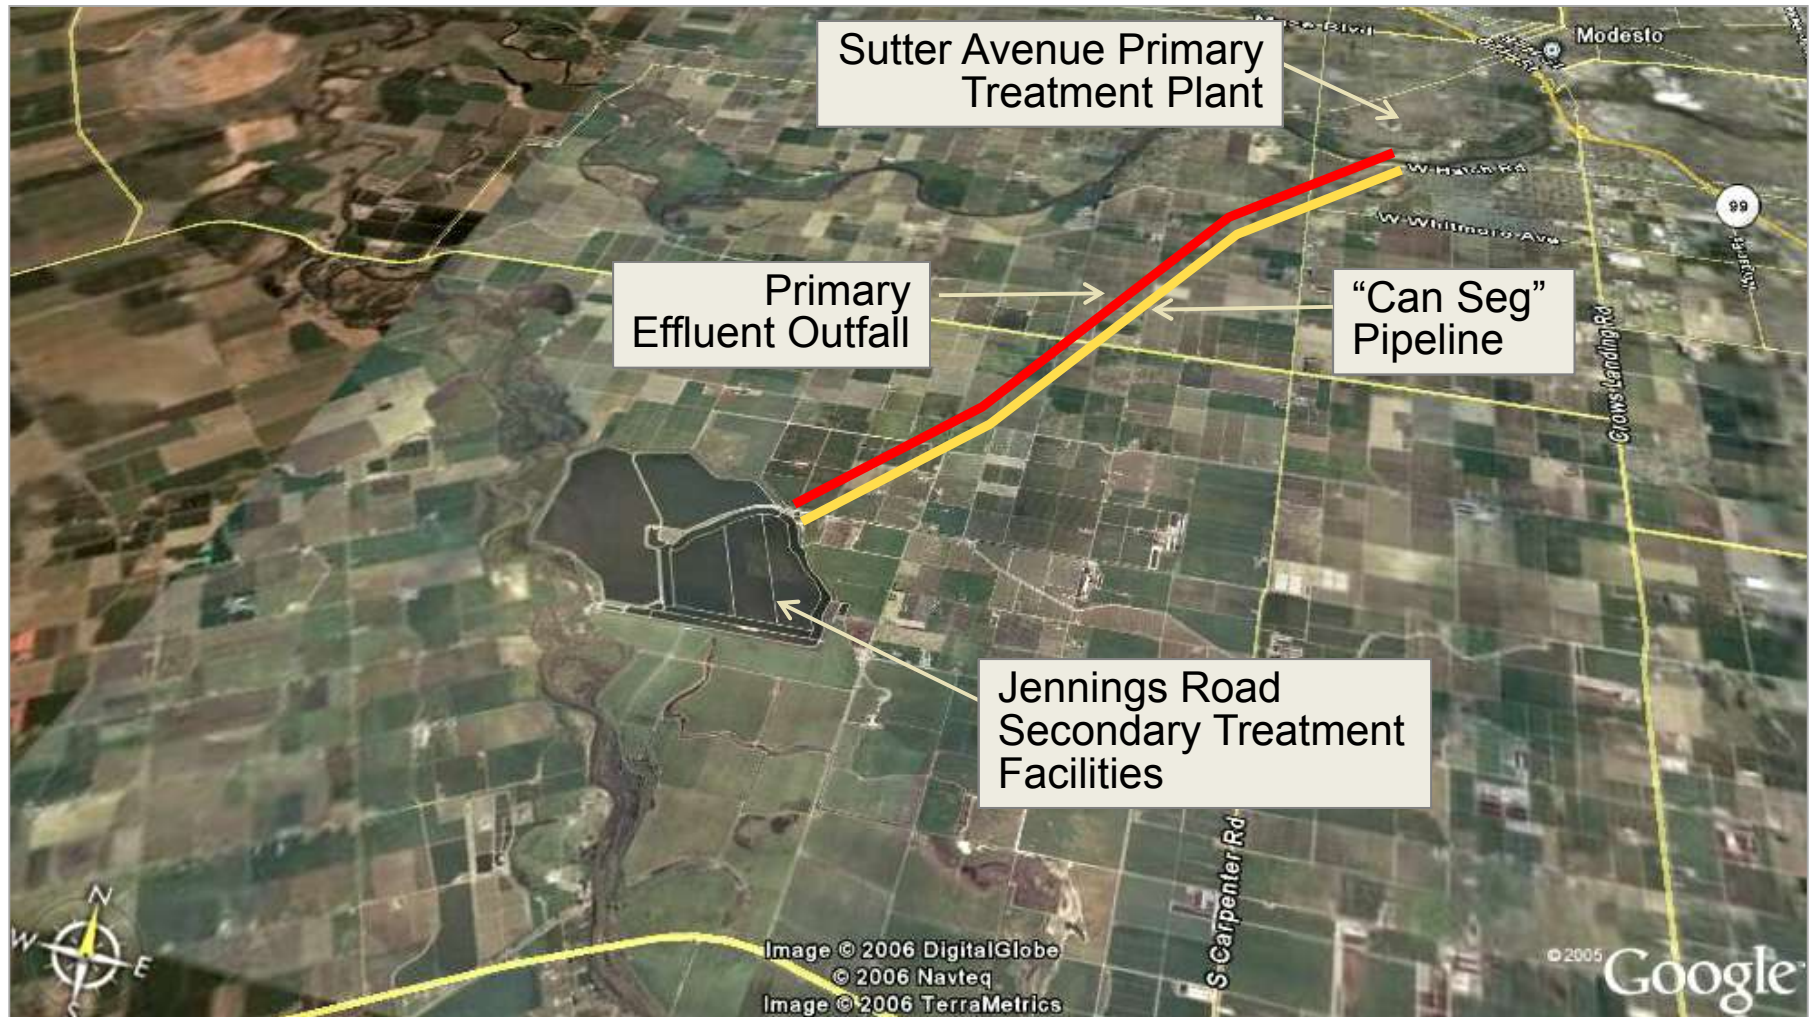 Sutter Avenue Primary
Treatment Plant
Modesto
W Hatch Rd
W Whitmore Ave
99
Primary
Effluent Outfall
“Can Seg”
Pipeline
Crows Landing Rd
Jennings Road
Secondary Treatment
Facilities
S Carpenter Rd
N
W
E
S
Image © 2006 DigitalGlobe
© 2006 Navteq
Image © 2006 TerraMetrics
© 2005 Google